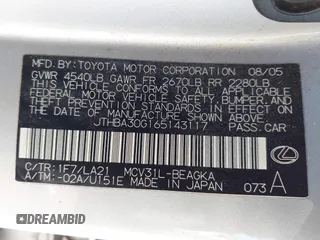 MFD. BY: TOYOTA MOTOR CORPORATION 08/05
GVWR 4540LB GAWR FR 2670LB RR 2280LB
THIS VEHICLE CONFORMS TO ALL APPLICABLE
FEDERAL MOTOR VEHICLE SAFETY, BUMPER, AND
THEFT PREVENTION STANDARDS IN EFFECT ON
THE DATE OF MANUFACTURE SHOWN ABOVE.
JTHBA30G165143117 PASS.CAR
C/TR: 1F7/LA21 MCV31L-BEAGKA
A/TM: -02A/U151E MADE IN JAPAN 073 A
CREDIBID